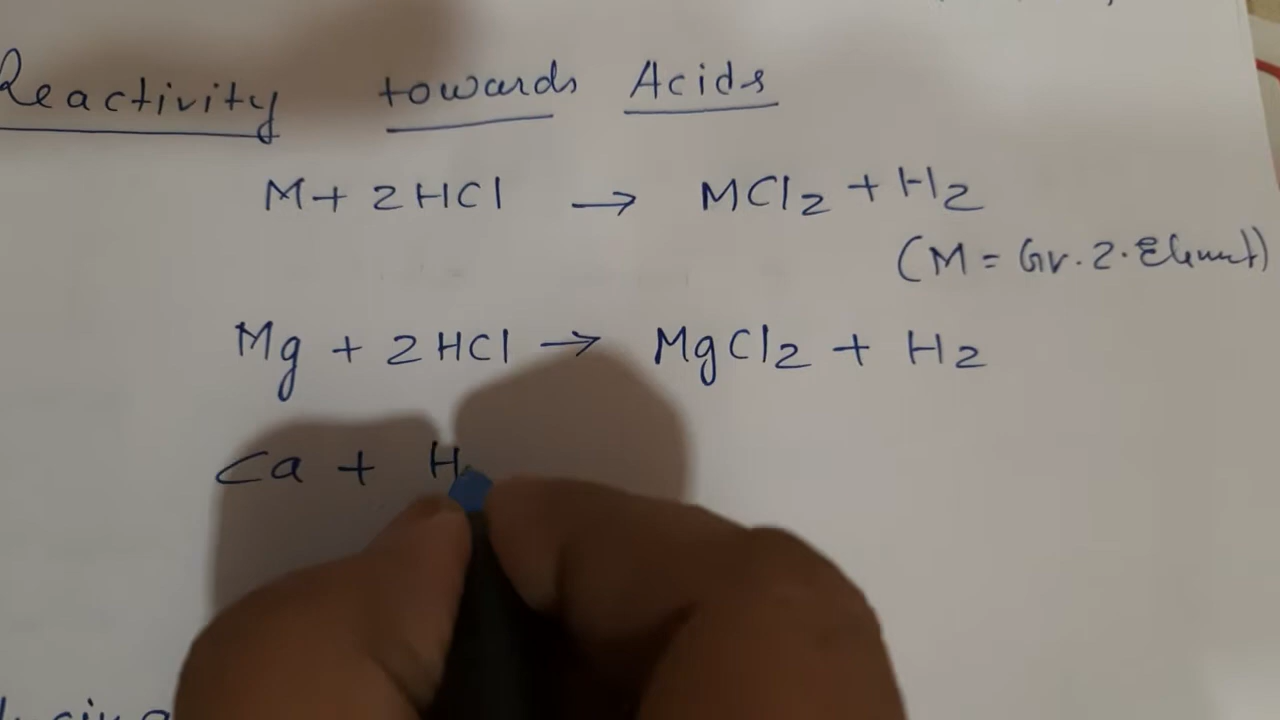 Reactivity towards Acids
M + 2HCl → MCl2 + H2
(M = Gr. 2. Element)
Mg + 2HCl → MgCl2 + H2
Ca + H